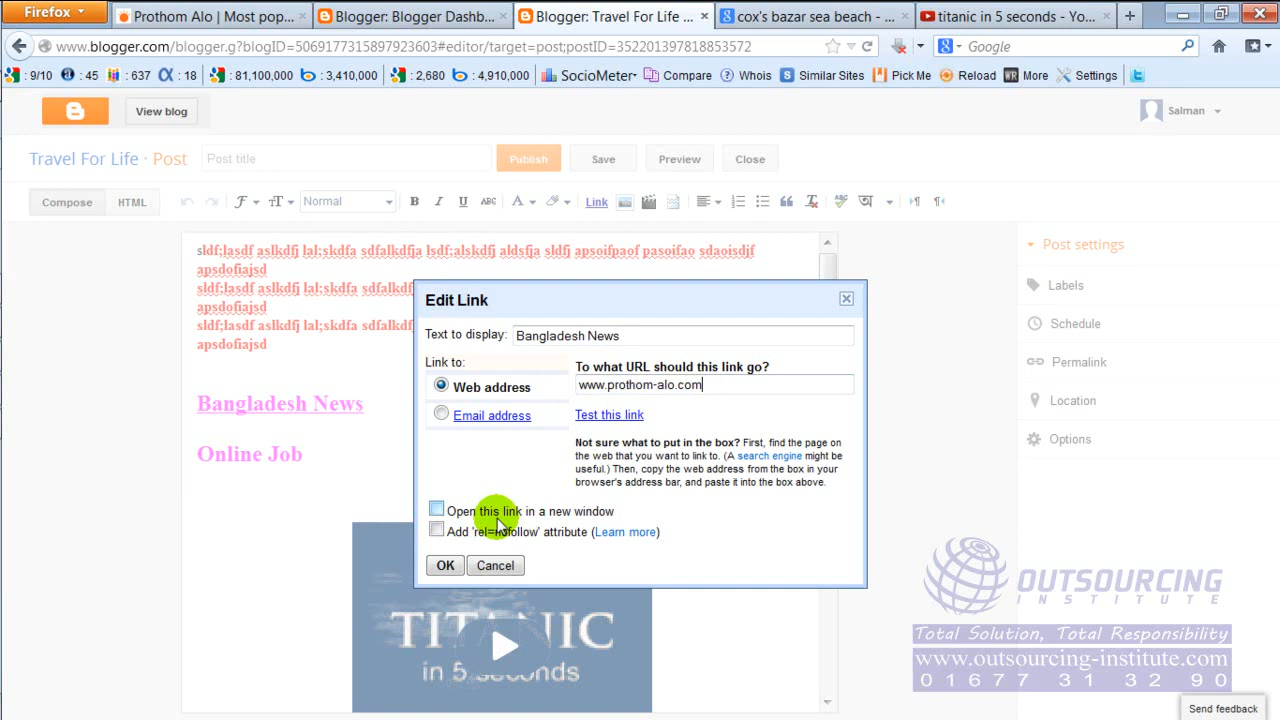 Firefox
Prothom Alo | Most pop...
Blogger: Blogger Dashb...
Blogger: Travel For Life ...
cox's bazar sea beach - ...
titanic in 5 seconds - Yo...
www.blogger.com/blogger.g?blogID=5069177315897923603#editor/target=post;postID=352201397818853572
Google
: 9/10 : 45 : 637 : 18 : 81,100,000 : 3,410,000 : 2,680 : 4,910,000 SocioMeter Compare Whois Similar Sites Pick Me Reload More Settings
View blog
Salman
Travel For Life · Post
Post title
Publish
Save
Preview
Close
Compose
HTML
Normal
Link
sldf;lasdf aslkdfj lal;skdfa sdfalkdfja lsdf;alskdfj aldsfja sldfj apsoifpaof pasoifao sdaoisdjf
apsdofiajsd
sldf;lasdf aslkdfj lal;skdfa sdfalkdf
apsdofiajsd
sldf;lasdf aslkdfj lal;skdfa sdfalkdf
apsdofiajsd
Bangladesh News
Online Job
TITANIC
in 5 seconds
Edit Link
Text to display: Bangladesh News
Link to:
To what URL should this link go?
Web address
www.prothom-alo.com
Email address
Test this link
Not sure what to put in the box? First, find the page on
the web that you want to link to. (A search engine might be
useful.) Then, copy the web address from the box in your
browser's address bar, and paste it into the box above.
Open this link in a new window
Add 'rel=nofollow' attribute (Learn more)
OK
Cancel
Post settings
Labels
Schedule
Permalink
Location
Options
OUTSOURCING
INSTITUTE
Total Solution, Total Responsibility
www.outsourcing-institute.com
01677 31 32 90
Send feedback